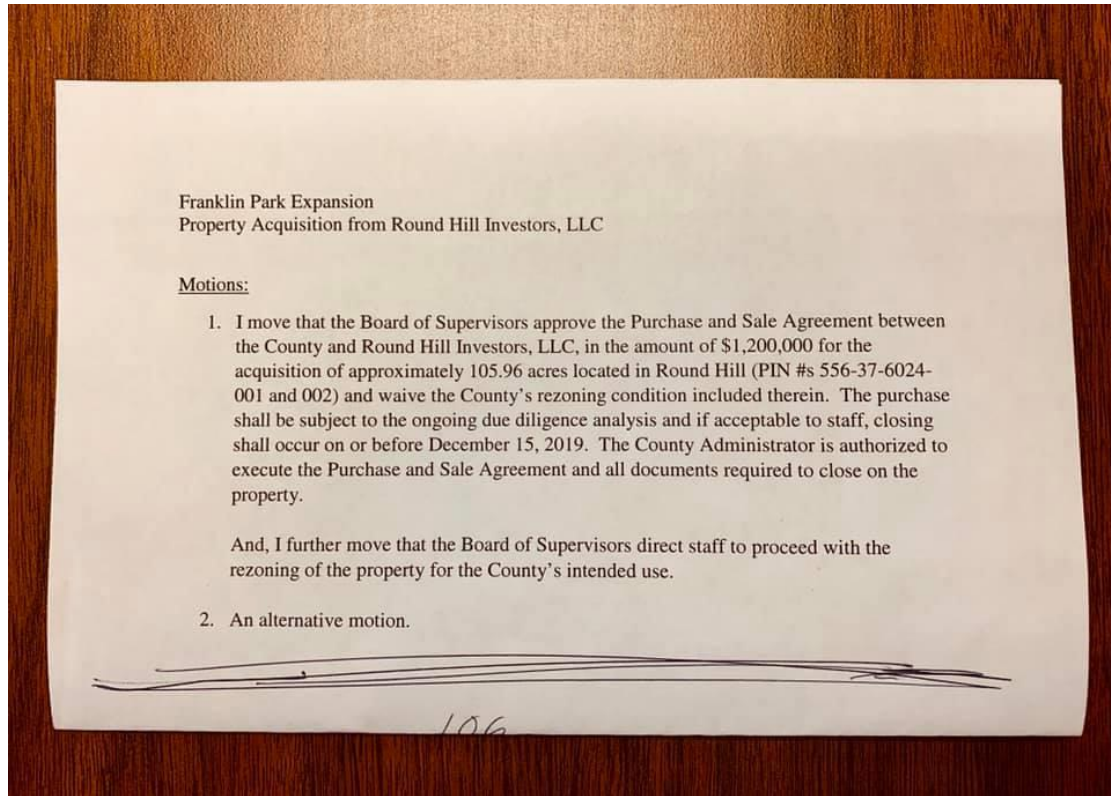 Franklin Park Expansion
Property Acquisition from Round Hill Investors, LLC
Motions:
1. I move that the Board of Supervisors approve the Purchase and Sale Agreement between
the County and Round Hill Investors, LLC, in the amount of $1,200,000 for the
acquisition of approximately 105.96 acres located in Round Hill (PIN #s 556-37-6024-
001 and 002) and waive the County's rezoning condition included therein. The purchase
shall be subject to the ongoing due diligence analysis and if acceptable to staff, closing
shall occur on or before December 15, 2019. The County Administrator is authorized to
execute the Purchase and Sale Agreement and all documents required to close on the
property.
And, I further move that the Board of Supervisors direct staff to proceed with the
rezoning of the property for the County's intended use.
2. An alternative motion.
106